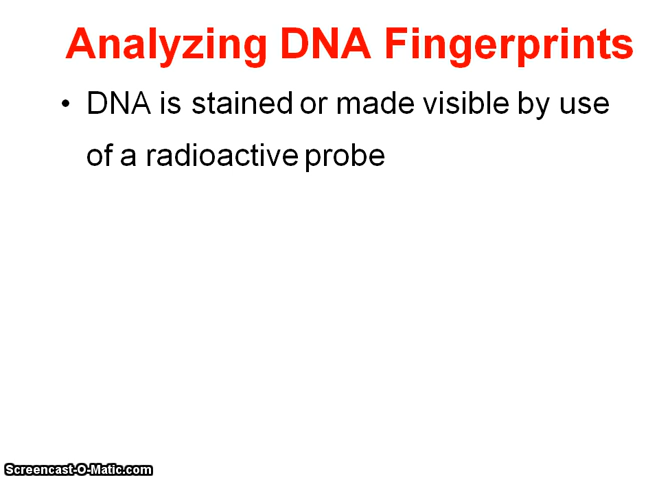 Analyzing DNA Fingerprints
• DNA is stained or made visible by use
of a radioactive probe
Screencast-O-Matic.com